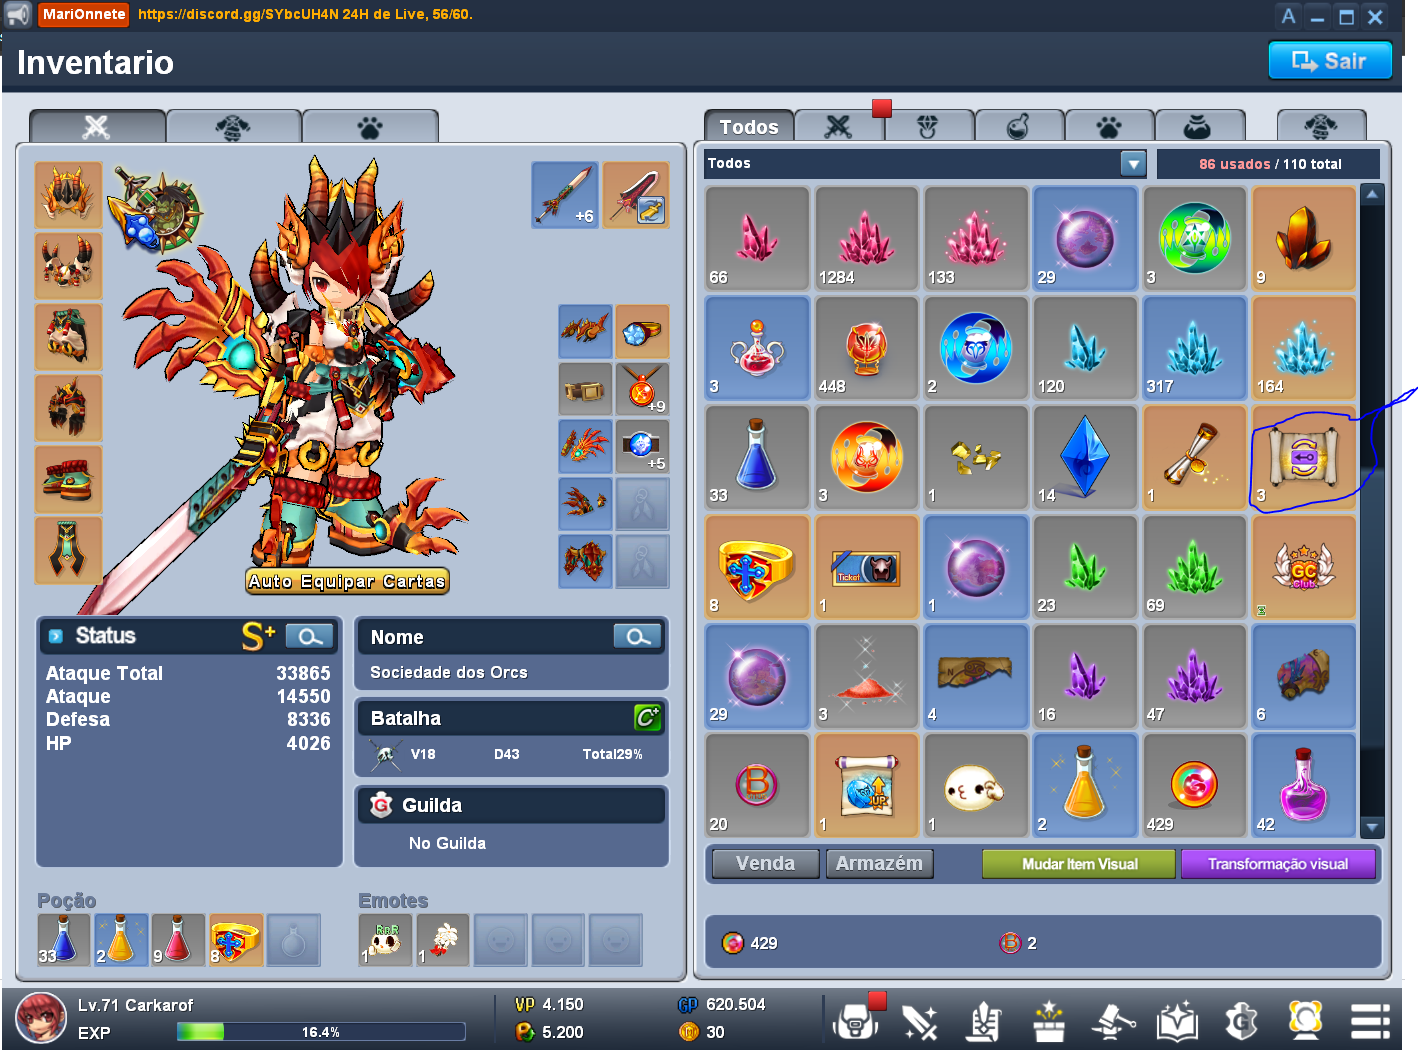 MariOnnete https://discord.gg/SYbcUH4N 24H de Live, 56/60.
A
Inventario
Sair
Todos
Todos
86 usados / 110 total
+6
+9
+5
66 1284 133 29 3 9
3 448 2 120 317 164
33 3 1 14 1 3
8 1 1 23 69
Ticket
GC Club
29 3 4 16 47 6
N
20 1 1 2 429 42
B
UP
Auto Equipar Cartas
Status S+
Ataque Total 33865
Ataque 14550
Defesa 8336
HP 4026
Nome
Sociedade dos Orcs
Batalha C+
V18 D43 Total29%
G Guilda
No Guilda
Venda Armazém Mudar Item Visual Transformação visual
Poção
33 2 9 8
Emotes
RRR
1 1
429 B 2
Lv.71 Carkarof
EXP 16.4%
VP 4.150
GP 620.504
5.200
30
G